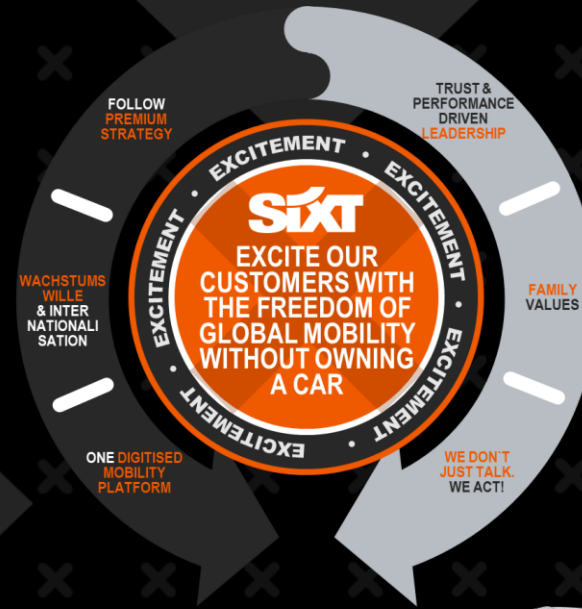 FOLLOW
PREMIUM
STRATEGY
WACHSTUMS
WILLE
& INTER
NATIONALI
SATION
ONE DIGITISED
MOBILITY
PLATFORM
EXCITEMENT • EXCITEMENT • EXCITEMENT • EXCITEMENT • EXCITEMENT •
SIXT
EXCITE OUR
CUSTOMERS WITH
THE FREEDOM OF
GLOBAL MOBILITY
WITHOUT OWNING
A CAR
TRUST &
PERFORMANCE
DRIVEN
LEADERSHIP
FAMILY
VALUES
WE DON`T
JUST TALK.
WE ACT!